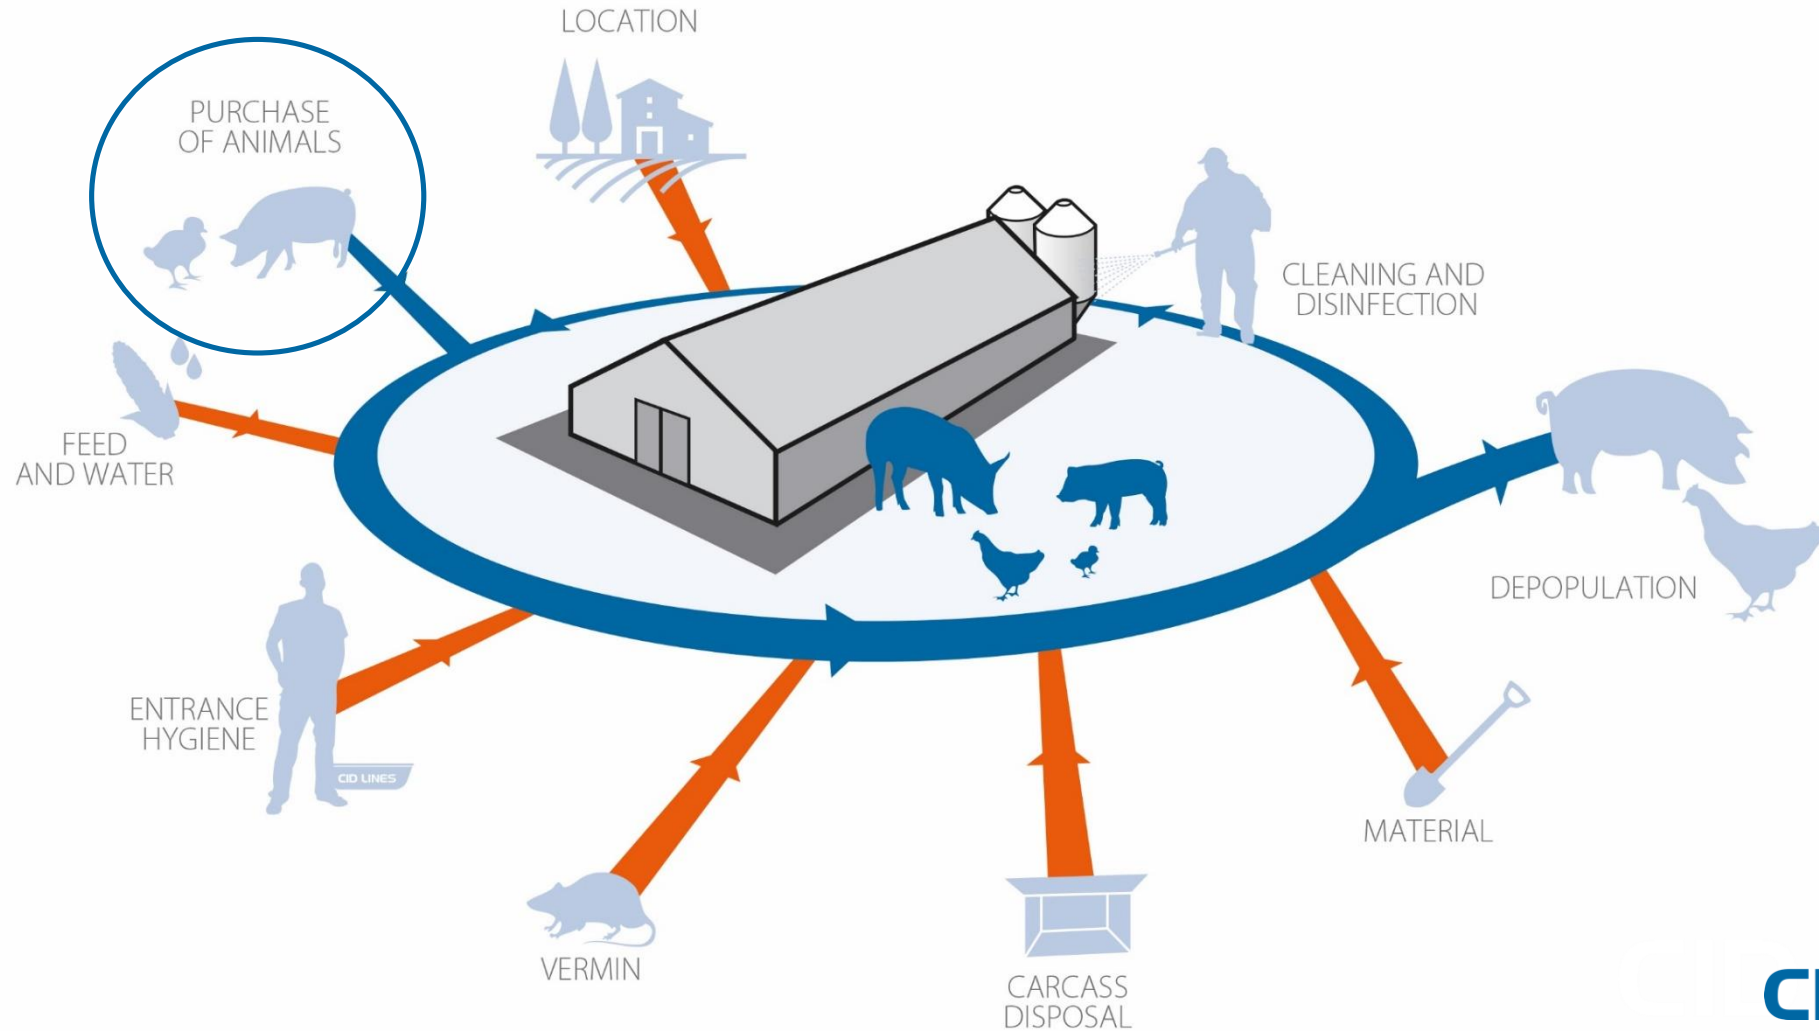 LOCATION
PURCHASE
OF ANIMALS
CLEANING AND
DISINFECTION
FEED
AND WATER
DEPOPULATION
ENTRANCE
HYGIENE
CID LINES
MATERIAL
VERMIN
CARCASS
DISPOSAL